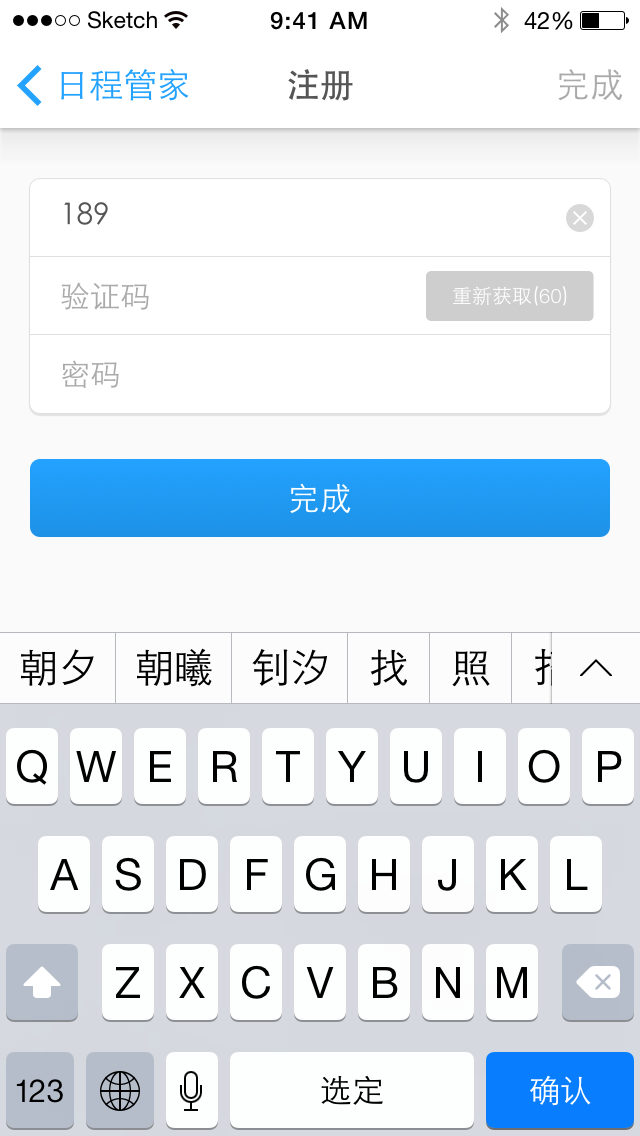 Sketch 9:41 AM 42%
日程管家 注册 完成
189
验证码 重新获取(60)
密码
完成
朝夕 朝曦 钊汐 找 照
Q W E R T Y U I O P
A S D F G H J K L
Z X C V B N M
123 选定 确认